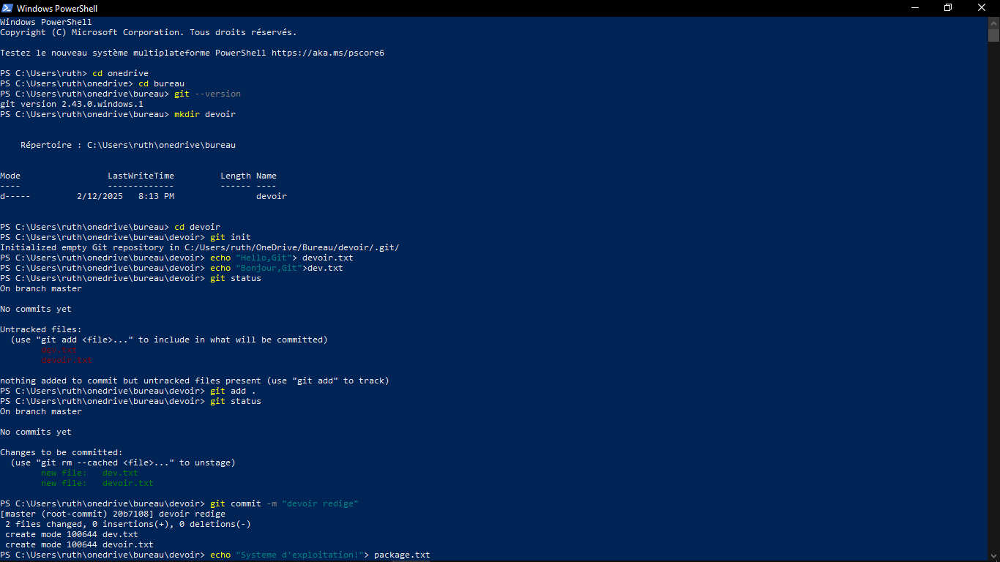 Windows PowerShell
Windows PowerShell
Copyright (C) Microsoft Corporation. Tous droits réservés.
Testez le nouveau système multiplateforme PowerShell https://aka.ms/pscore6
PS C:\Users\ruth> cd onedrive
PS C:\Users\ruth\onedrive> cd bureau
PS C:\Users\ruth\onedrive\bureau> git --version
git version 2.43.0.windows.1
PS C:\Users\ruth\onedrive\bureau> mkdir devoir
Répertoire : C:\Users\ruth\onedrive\bureau
Mode LastWriteTime Length Name
---- ------------- ------ ----
d----- 2/12/2025 8:13 PM devoir
PS C:\Users\ruth\onedrive\bureau> cd devoir
PS C:\Users\ruth\onedrive\bureau\devoir> git init
Initialized empty Git repository in C:/Users/ruth/OneDrive/Bureau/devoir/.git/
PS C:\Users\ruth\onedrive\bureau\devoir> echo "Hello,Git"> devoir.txt
PS C:\Users\ruth\onedrive\bureau\devoir> echo "Bonjour,Git">dev.txt
PS C:\Users\ruth\onedrive\bureau\devoir> git status
On branch master
No commits yet
Untracked files:
(use "git add <file>..." to include in what will be committed)
dev.txt
devoir.txt
nothing added to commit but untracked files present (use "git add" to track)
PS C:\Users\ruth\onedrive\bureau\devoir> git add .
PS C:\Users\ruth\onedrive\bureau\devoir> git status
On branch master
No commits yet
Changes to be committed:
(use "git rm --cached <file>..." to unstage)
new file: dev.txt
new file: devoir.txt
PS C:\Users\ruth\onedrive\bureau\devoir> git commit -m "devoir redige"
[master (root-commit) 20b7108] devoir redige
2 files changed, 0 insertions(+), 0 deletions(-)
create mode 100644 dev.txt
create mode 100644 devoir.txt
PS C:\Users\ruth\onedrive\bureau\devoir> echo "Systeme d'exploitation!"> package.txt